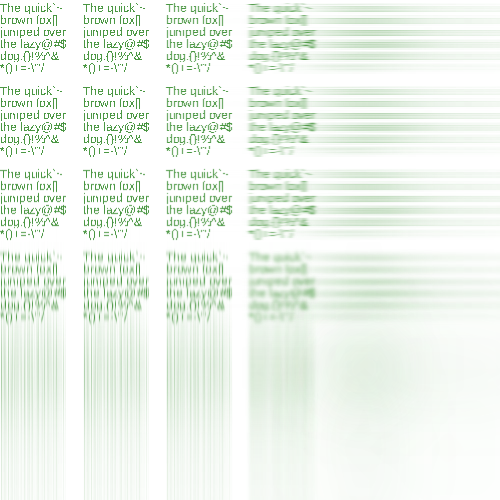 The quick`~ The quick`~ The quick`~ The quick`~
brown fox[] brown fox[] brown fox[] brown fox[]
jumped over jumped over jumped over jumped over
the lazy@#$ the lazy@#$ the lazy@#$ the lazy@#$
dog.{}!%^& dog.{}!%^& dog.{}!%^& dog.{}!%^&
*()+=-\'"/ *()+=-\'"/ *()+=-\'"/ *()+=-\'"/
The quick`~ The quick`~ The quick`~ The quick`~
brown fox[] brown fox[] brown fox[] brown fox[]
jumped over jumped over jumped over jumped over
the lazy@#$ the lazy@#$ the lazy@#$ the lazy@#$
dog.{}!%^& dog.{}!%^& dog.{}!%^& dog.{}!%^&
*()+=-\'"/ *()+=-\'"/ *()+=-\'"/ *()+=-\'"/
The quick`~ The quick`~ The quick`~ The quick`~
brown fox[] brown fox[] brown fox[] brown fox[]
jumped over jumped over jumped over jumped over
the lazy@#$ the lazy@#$ the lazy@#$ the lazy@#$
dog.{}!%^& dog.{}!%^& dog.{}!%^& dog.{}!%^&
*()+=-\'"/ *()+=-\'"/ *()+=-\'"/ *()+=-\'"/
The quick`~ The quick`~ The quick`~ The quick`~
brown fox[] brown fox[] brown fox[] brown fox[]
jumped over jumped over jumped over jumped over
the lazy@#$ the lazy@#$ the lazy@#$ the lazy@#$
dog.{}!%^& dog.{}!%^& dog.{}!%^& dog.{}!%^&
*()+=-\'"/ *()+=-\'"/ *()+=-\'"/ *()+=-\'"/